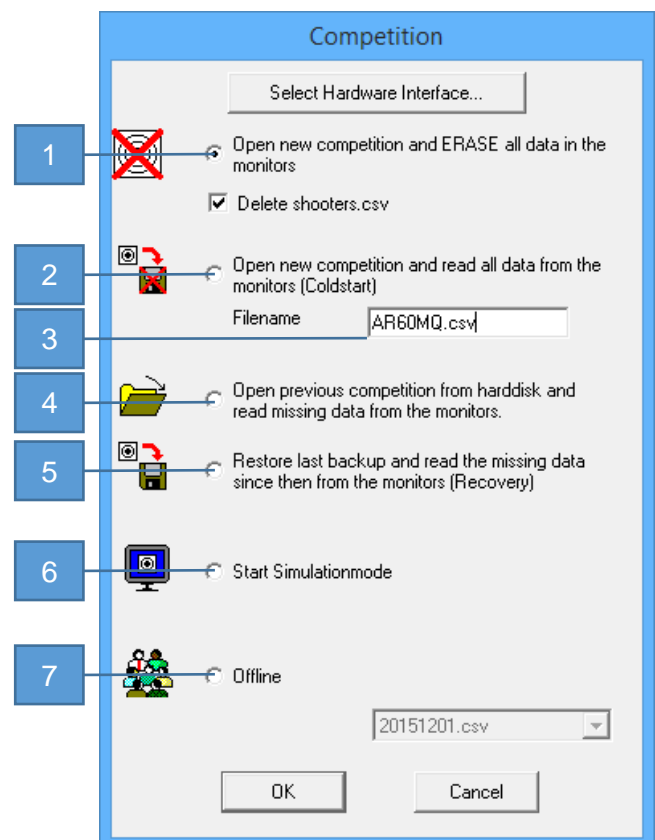 Competition
Select Hardware Interface...
1
Open new competition and ERASE all data in the
monitors
Delete shooters.csv
2
Open new competition and read all data from the
monitors (Coldstart)
3
Filename
AR60MQ.csv
4
Open previous competition from harddisk and
read missing data from the monitors.
5
Restore last backup and read the missing data
since then from the monitors (Recovery)
6
Start Simulationmode
7
Offline
20151201.csv
OK
Cancel